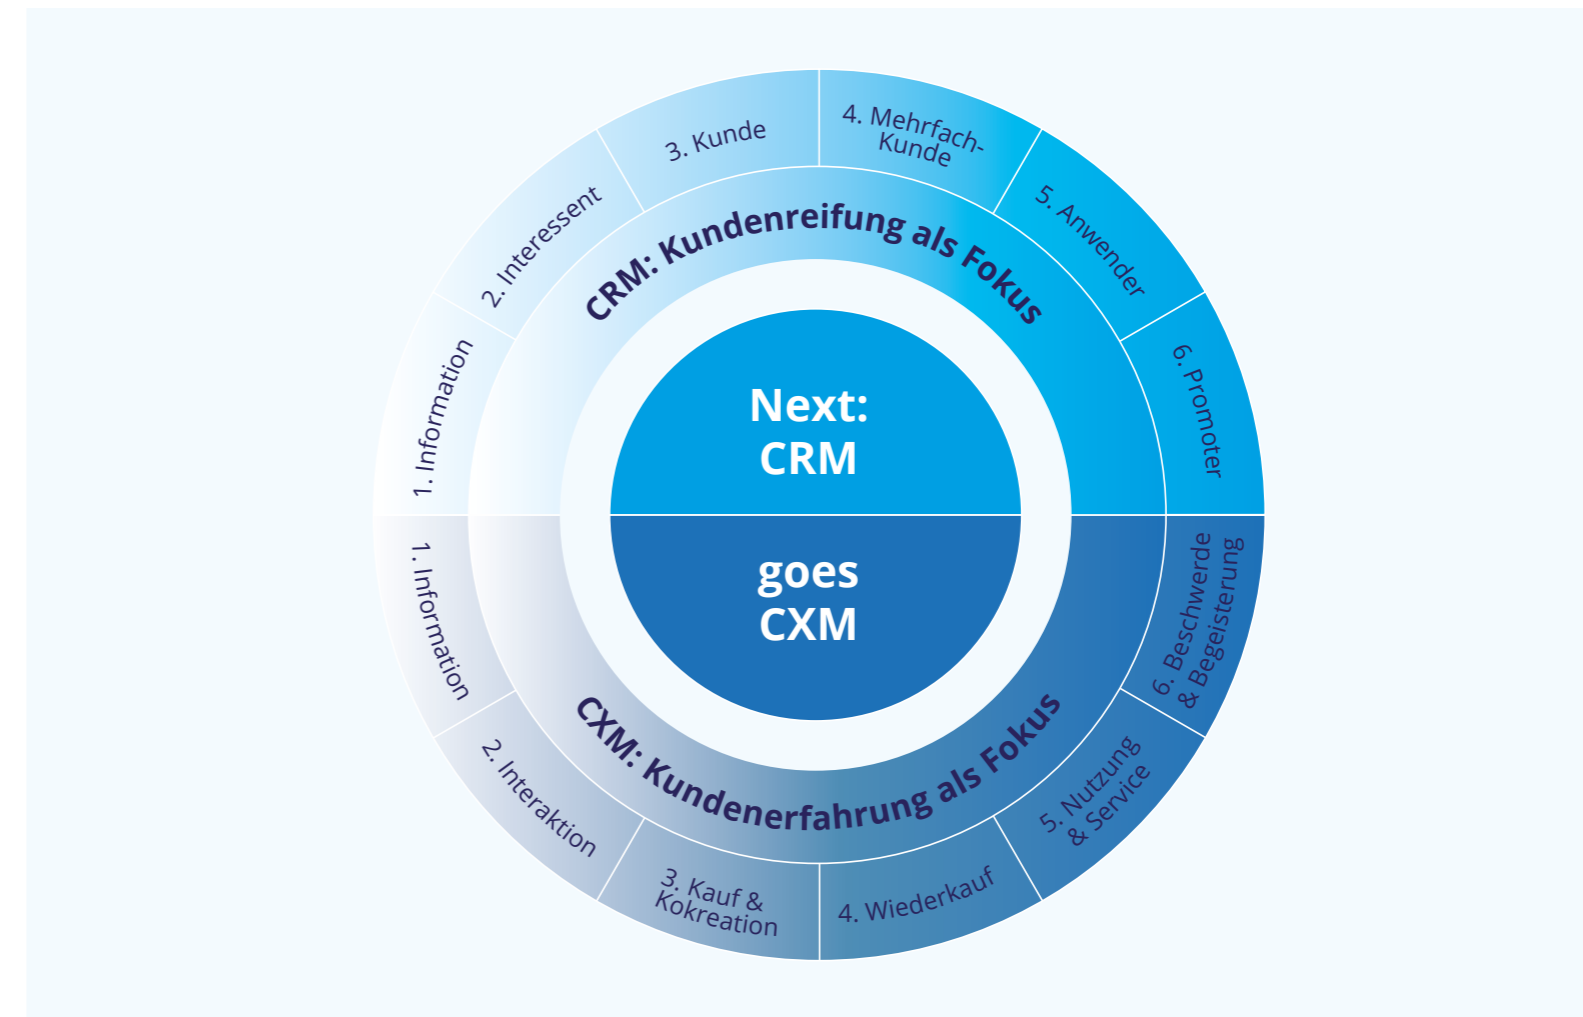 1. Information
2. Interessent
3. Kunde
4. Mehrfach-
Kunde
5. Anwender
6. Promoter
CRM: Kundenreifung als Fokus
Next:
CRM
goes
CXM
CXM: Kundenerfahrung als Fokus
1. Information
2. Interaktion
3. Kauf &
Kokreation
4. Wiederkauf
5. Nutzung
& Service
6. Beschwerde
& Begeisterung